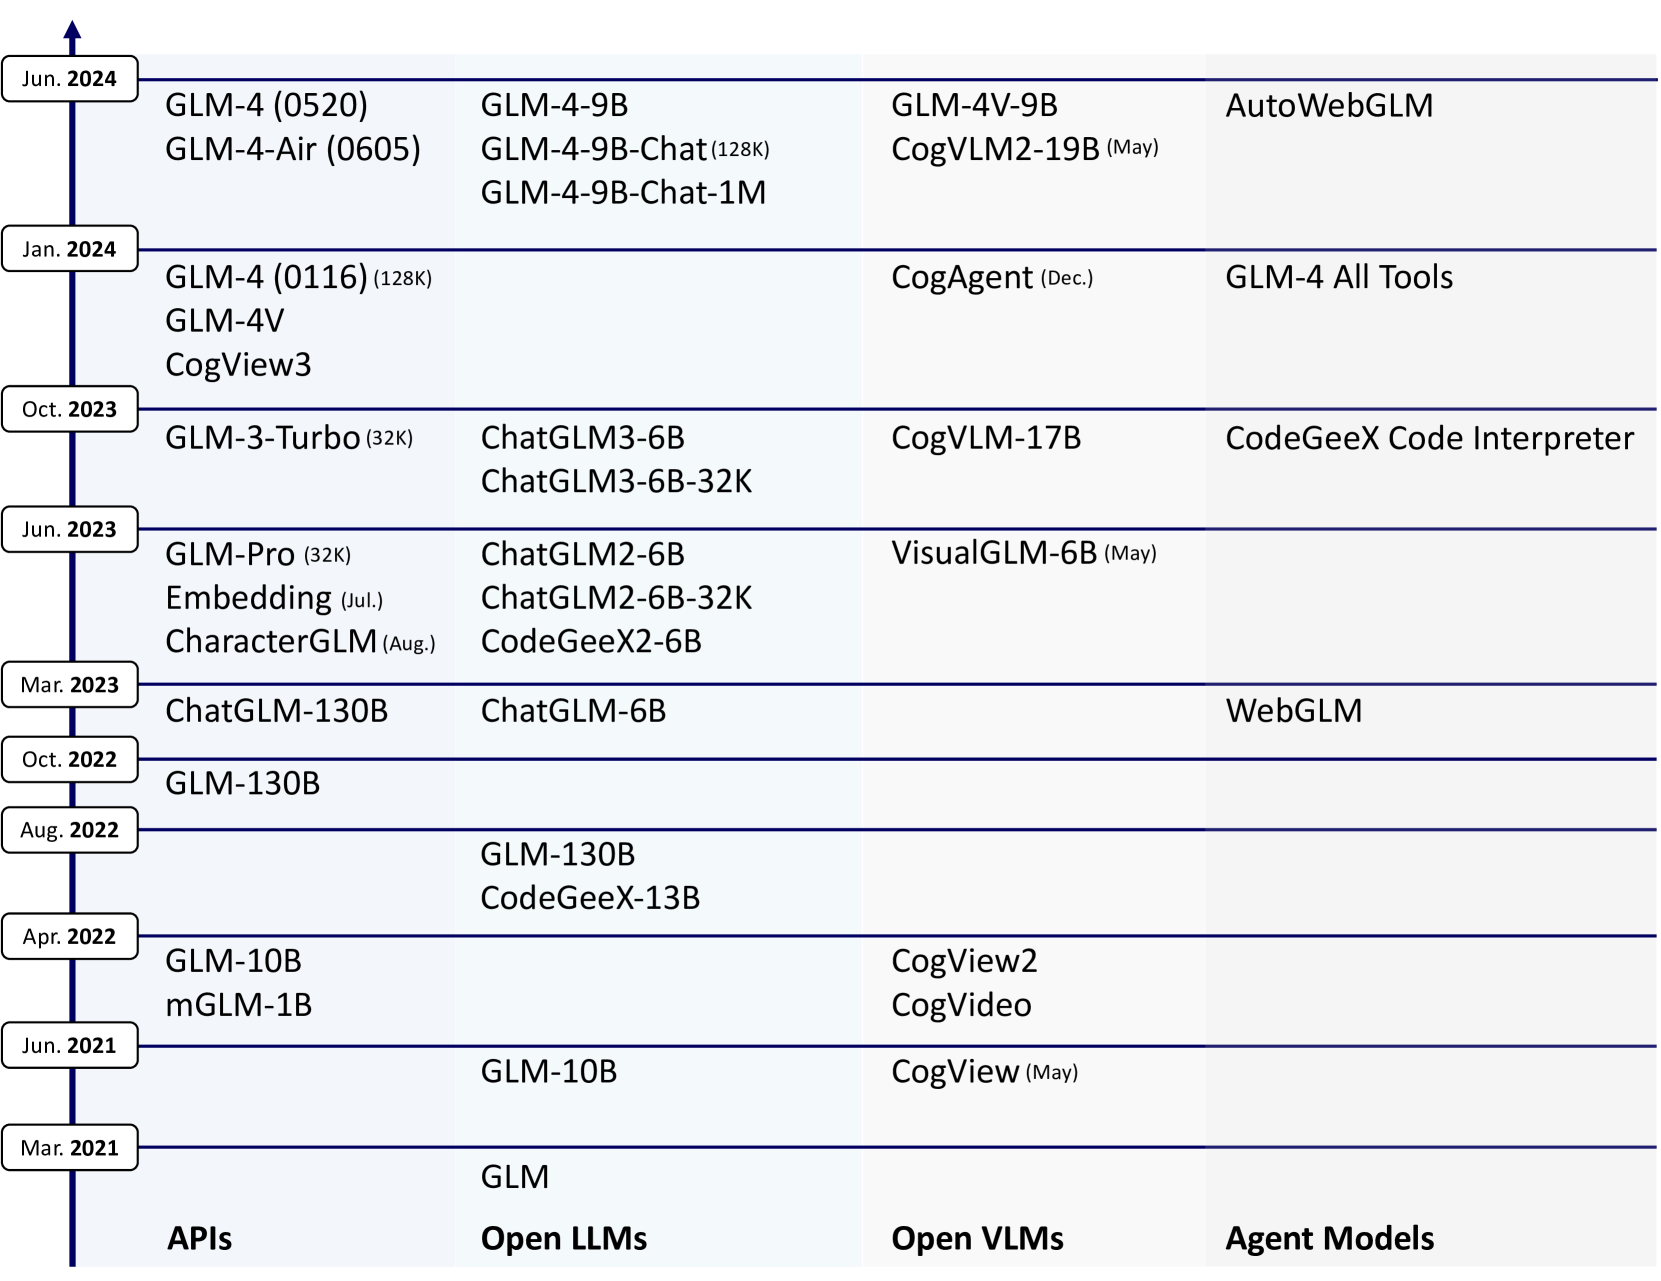 Jun. 2024
GLM-4 (0520) GLM-4-9B GLM-4V-9B AutoWebGLM
GLM-4-Air (0605) GLM-4-9B-Chat (128K) CogVLM2-19B (May)
GLM-4-9B-Chat-1M
Jan. 2024
GLM-4 (0116) (128K) CogAgent (Dec.) GLM-4 All Tools
GLM-4V
CogView3
Oct. 2023
GLM-3-Turbo (32K) ChatGLM3-6B CogVLM-17B CodeGeeX Code Interpreter
ChatGLM3-6B-32K
Jun. 2023
GLM-Pro (32K) ChatGLM2-6B VisualGLM-6B (May)
Embedding (Jul.) ChatGLM2-6B-32K
CharacterGLM (Aug.) CodeGeeX2-6B
Mar. 2023
ChatGLM-130B ChatGLM-6B WebGLM
Oct. 2022
GLM-130B
Aug. 2022
GLM-130B
CodeGeeX-13B
Apr. 2022
GLM-10B CogView2
mGLM-1B CogVideo
Jun. 2021
GLM-10B CogView (May)
Mar. 2021
GLM
APIs Open LLMs Open VLMs Agent Models